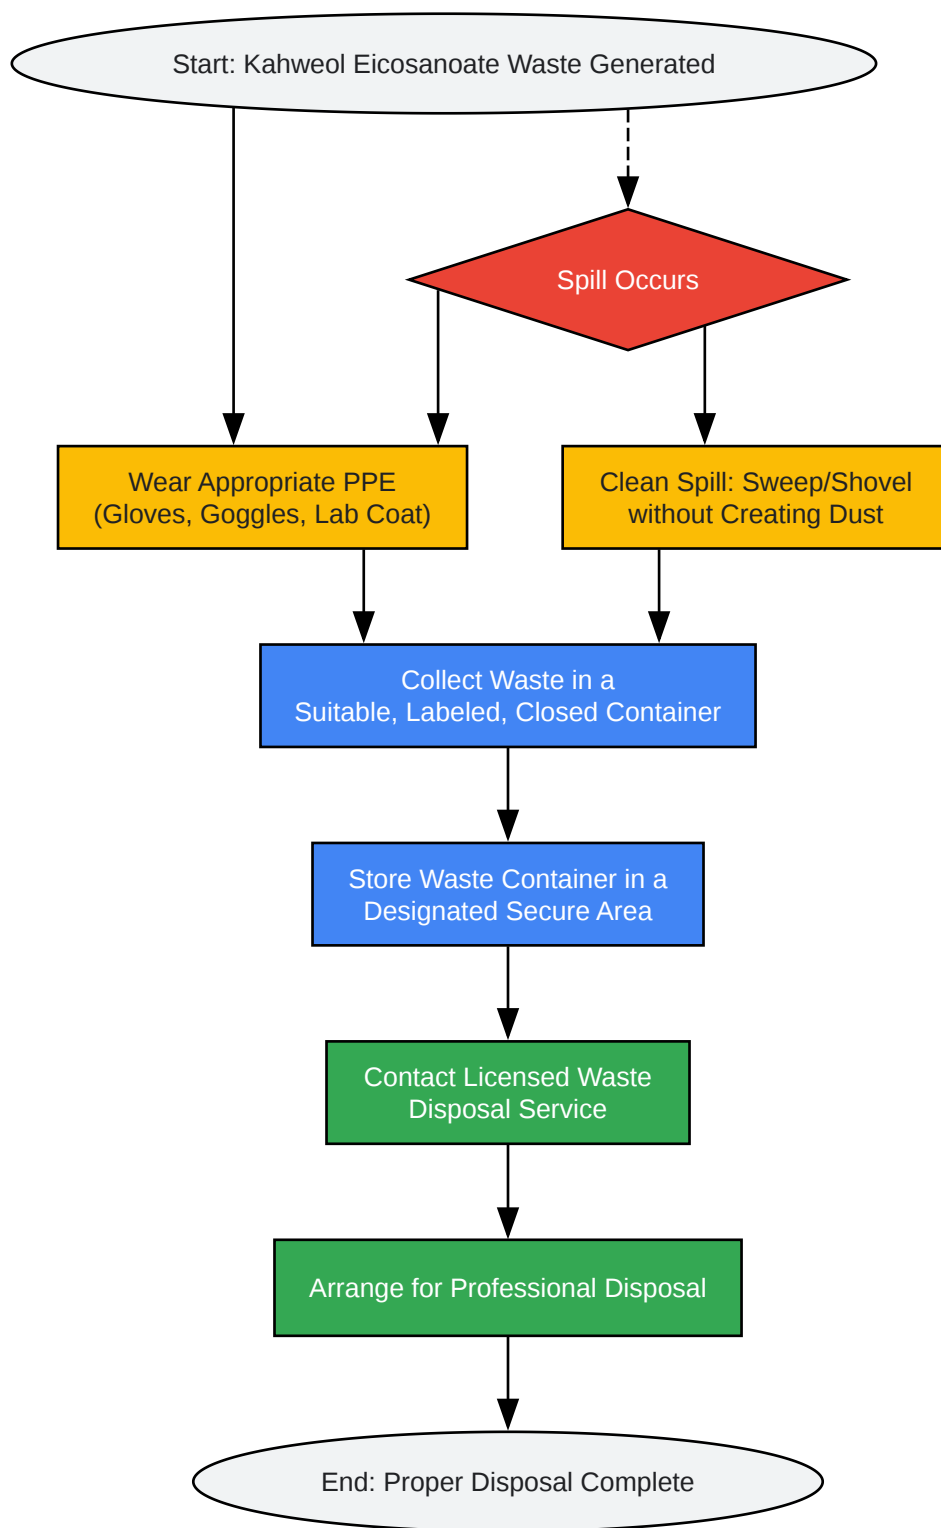 Start: Kahweol Eicosanoate Waste Generated
Spill Occurs
Wear Appropriate PPE
(Gloves, Goggles, Lab Coat)
Clean Spill: Sweep/Shovel
without Creating Dust
Collect Waste in a
Suitable, Labeled, Closed Container
Store Waste Container in a
Designated Secure Area
Contact Licensed Waste
Disposal Service
Arrange for Professional Disposal
End: Proper Disposal Complete